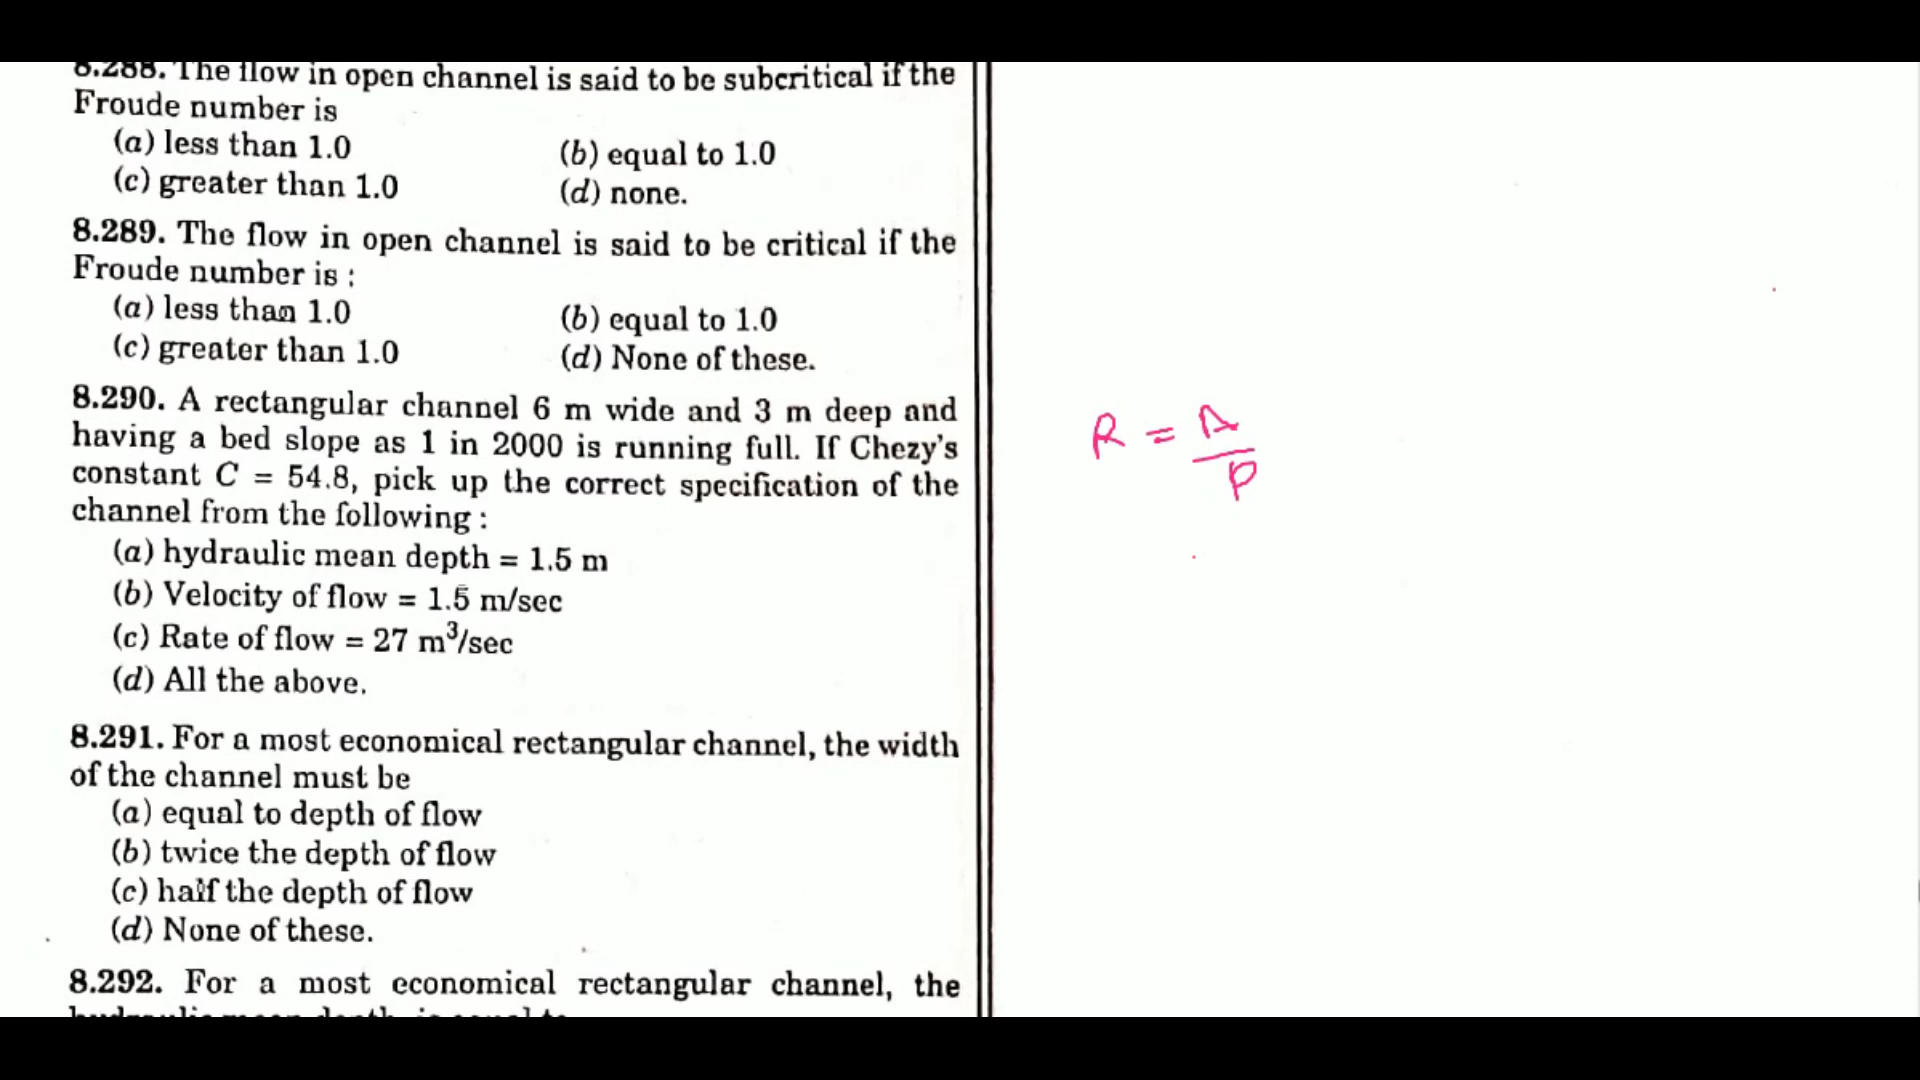 8.288. The flow in open channel is said to be subcritical if the
Froude number is
(a) less than 1.0
(b) equal to 1.0
(c) greater than 1.0
(d) none.
8.289. The flow in open channel is said to be critical if the
Froude number is :
(a) less than 1.0
(b) equal to 1.0
(c) greater than 1.0
(d) None of these.
8.290. A rectangular channel 6 m wide and 3 m deep and
having a bed slope as 1 in 2000 is running full. If Chezy's
constant C = 54.8, pick up the correct specification of the
channel from the following :
(a) hydraulic mean depth = 1.5 m
(b) Velocity of flow = 1.5 m/sec
(c) Rate of flow = 27 m³/sec
(d) All the above.
8.291. For a most economical rectangular channel, the width
of the channel must be
(a) equal to depth of flow
(b) twice the depth of flow
(c) half the depth of flow
(d) None of these.
8.292. For a most economical rectangular channel, the
R = A
P